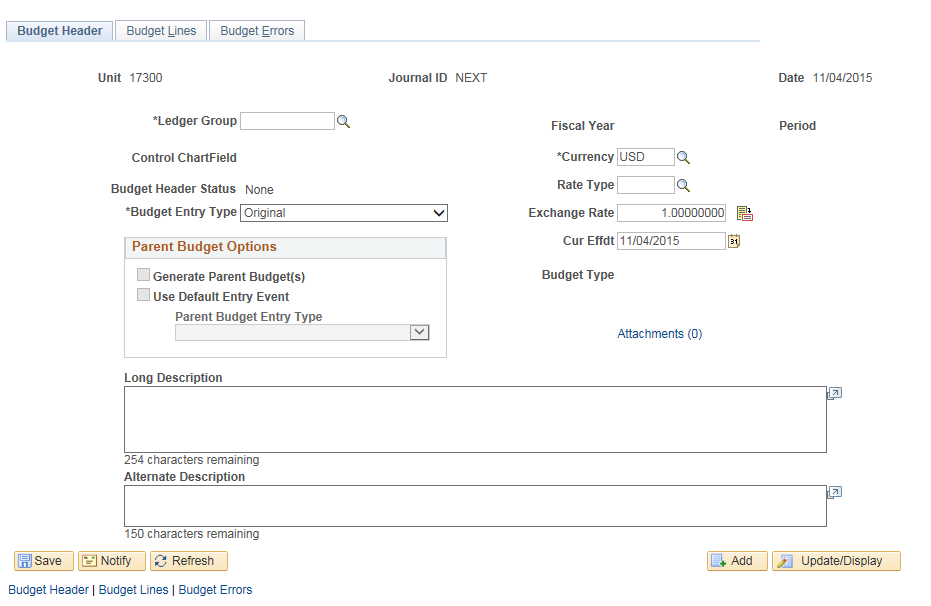 Budget Header Budget Lines Budget Errors
Unit 17300 Journal ID NEXT Date 11/04/2015
*Ledger Group Fiscal Year Period
Control ChartField *Currency USD
Budget Header Status None Rate Type
*Budget Entry Type Original Exchange Rate 1.00000000
Parent Budget Options Cur Effdt 11/04/2015 31
Generate Parent Budget(s) Budget Type
Use Default Entry Event
Parent Budget Entry Type
Attachments (0)
Long Description
254 characters remaining
Alternate Description
150 characters remaining
Save Notify Refresh Add Update/Display
Budget Header | Budget Lines | Budget Errors